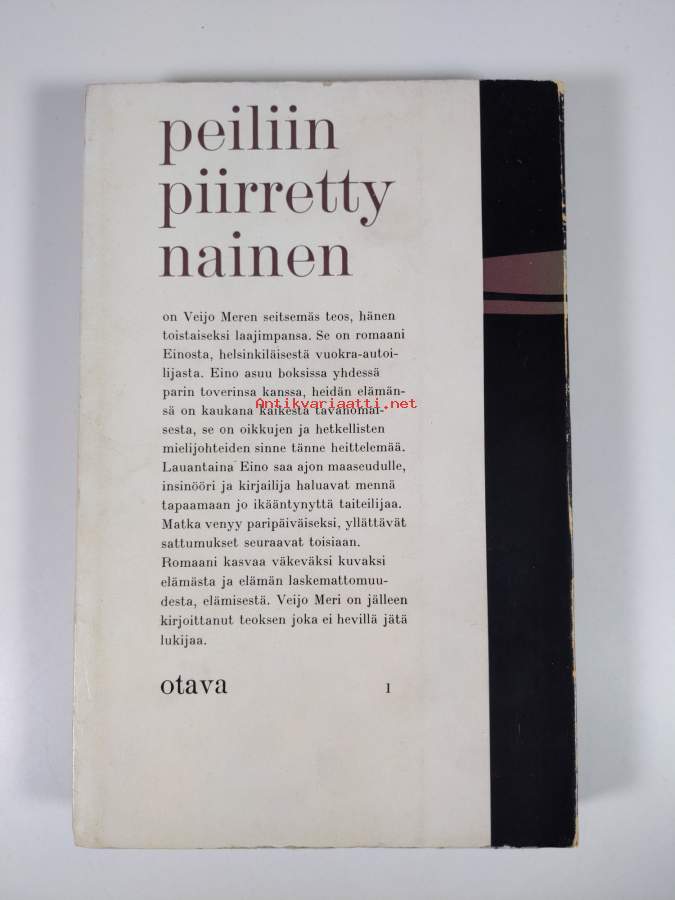 peiliin
piirretty
nainen
on Veijo Meren seitsemäs teos, hänen
toistaiseksi laajimpansa. Se on romaani
Einosta, helsinkiläisestä vuokra-autoi-
lijasta. Eino asuu boksissa yhdessä
parin toverinsa kanssa, heidän elämän-
sä on kaukana kaikesta tavanomai-
Antikvariaatti.net
sesta, se on oikkujen ja hetkellisten
mielijohteiden sinne tänne heittelemää.
Lauantaina Eino saa ajon maaseudulle,
insinööri ja kirjailija haluavat mennä
tapaamaan jo ikääntynyttä taiteilijaa.
Matka venyy paripäiväiseksi, yllättävät
sattumukset seuraavat toisiaan.
Romaani kasvaa väkeväksi kuvaksi
elämästä ja elämän laskemattomuu-
desta, elämisestä. Veijo Meri on jälleen
kirjoittanut teoksen joka ei hevillä jätä
lukijaa.
otava 1